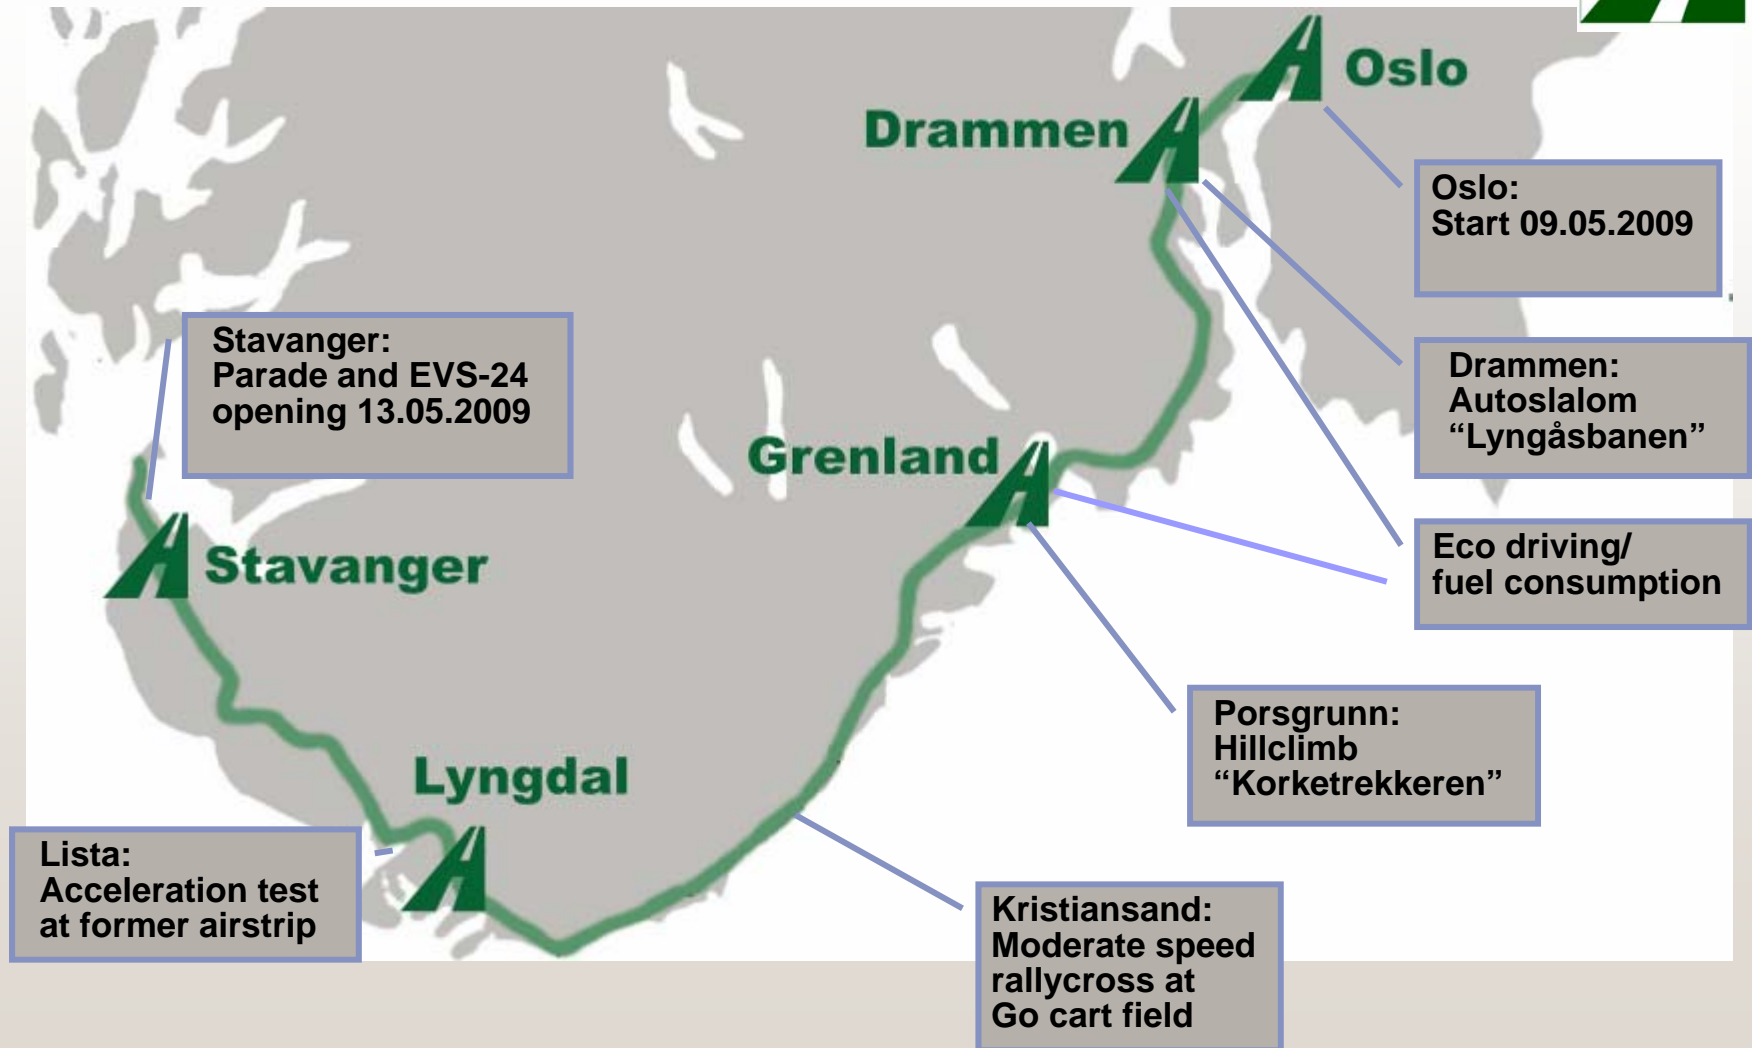 Oslo
Drammen
Oslo:
Start 09.05.2009
Stavanger:
Parade and EVS-24
opening 13.05.2009
Drammen:
Autoslalom
“Lyngåsbanen”
Grenland
Eco driving/
fuel consumption
Stavanger
Porsgrunn:
Hillclimb
“Korketrekkeren”
Lyngdal
Lista:
Acceleration test
at former airstrip
Kristiansand:
Moderate speed
rallycross at
Go cart field